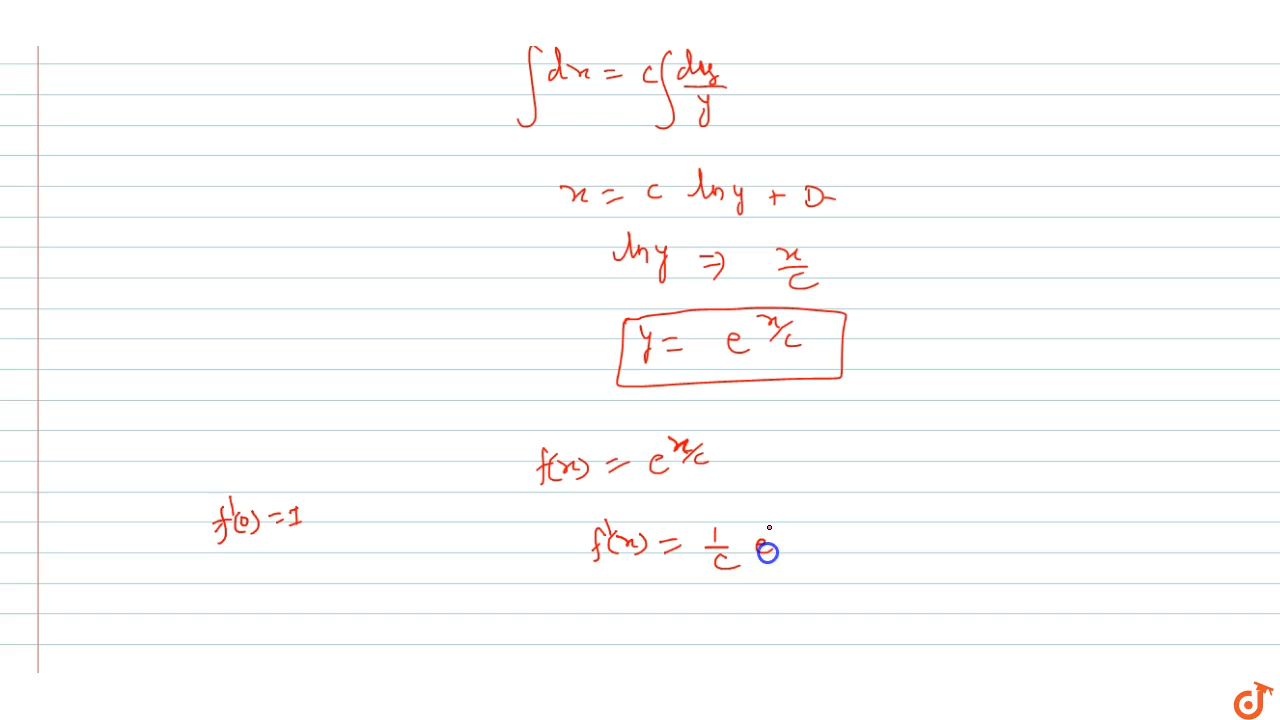 ∫dx = c∫dy/y
x = c ln y + D
ln y ⇒ x/c
y = e^x/c
f(x) = e^x/c
f'(0) = 1
f'(x) = 1/c e